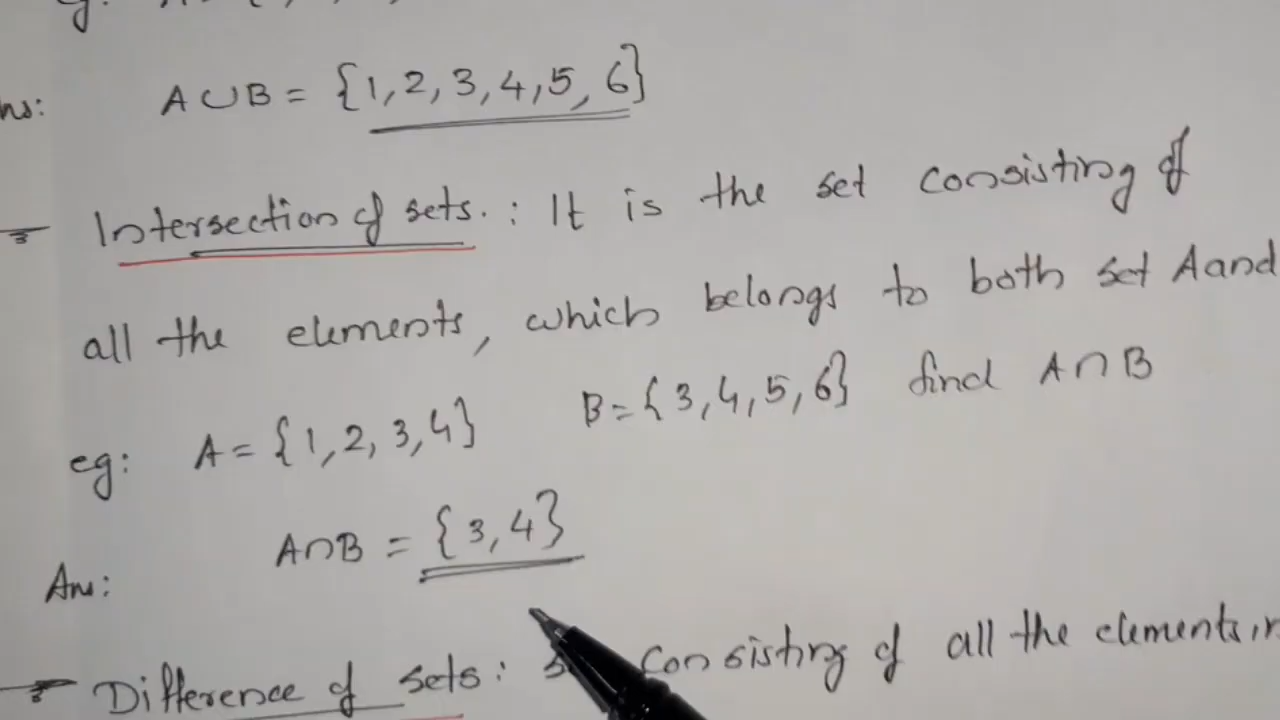 A∪B = {1,2,3,4,5,6}
Intersection of sets. : It is the set consisting of
all the elements, which belongs to both set A and
eg: A = {1,2,3,4} B = {3,4,5,6} find A∩B
A∩B = {3,4}
Ans:
Difference of sets: consisting of all the elements, in